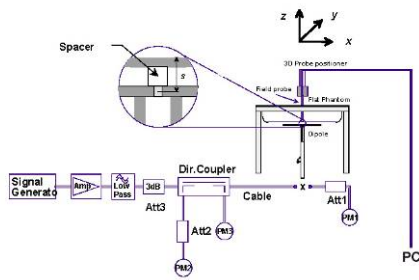 z
y
x
Spacer
s
3D Probe positioner
Field probe
Flat Phantom
Dipole
Signal
Generator
Amp
Low
Pass
3dB
Att3
Dir.Coupler
Cable
x
Att1
PM1
Att2
PM3
PM2
PC